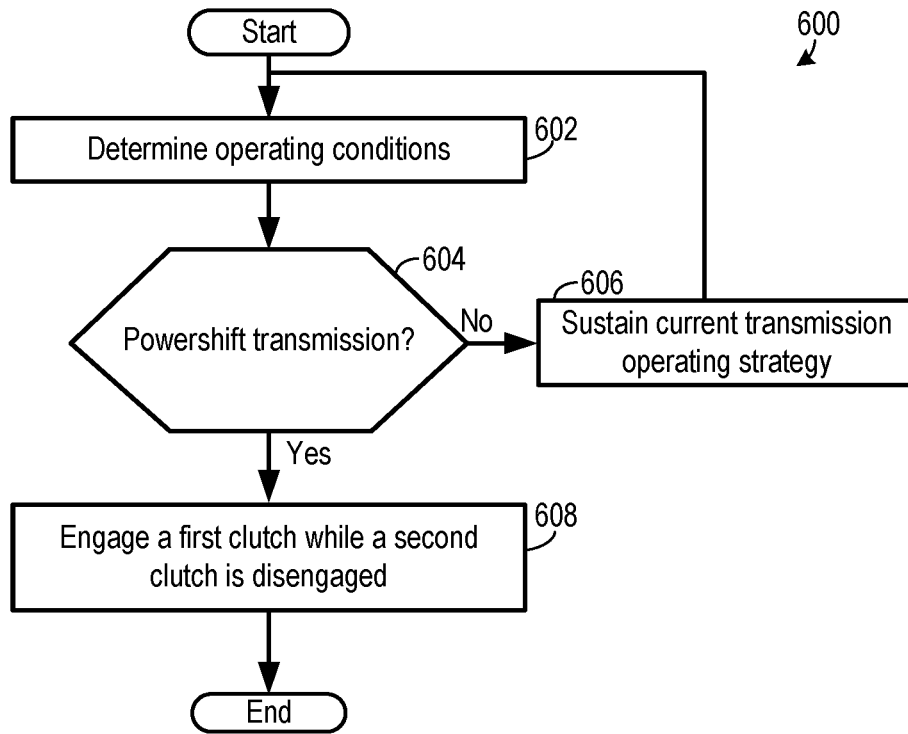 Start
600
Determine operating conditions
602
604
Powershift transmission?
No
606
Sustain current transmission
operating strategy
Yes
608
Engage a first clutch while a second
clutch is disengaged
End